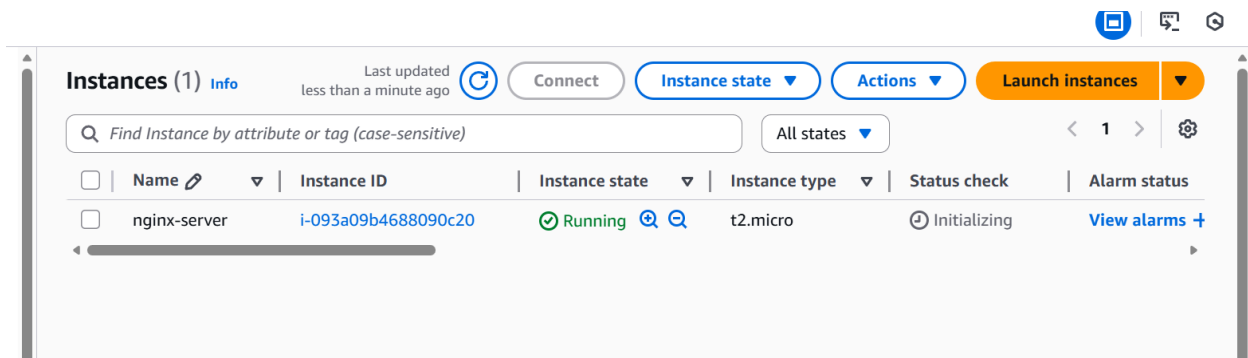 Instances (1) Info
Last updated
less than a minute ago
Connect
Instance state
Actions
Launch instances
Find Instance by attribute or tag (case-sensitive)
All states
1
Name
Instance ID
Instance state
Instance type
Status check
Alarm status
nginx-server
i-093a09b4688090c20
Running
t2.micro
Initializing
View alarms +